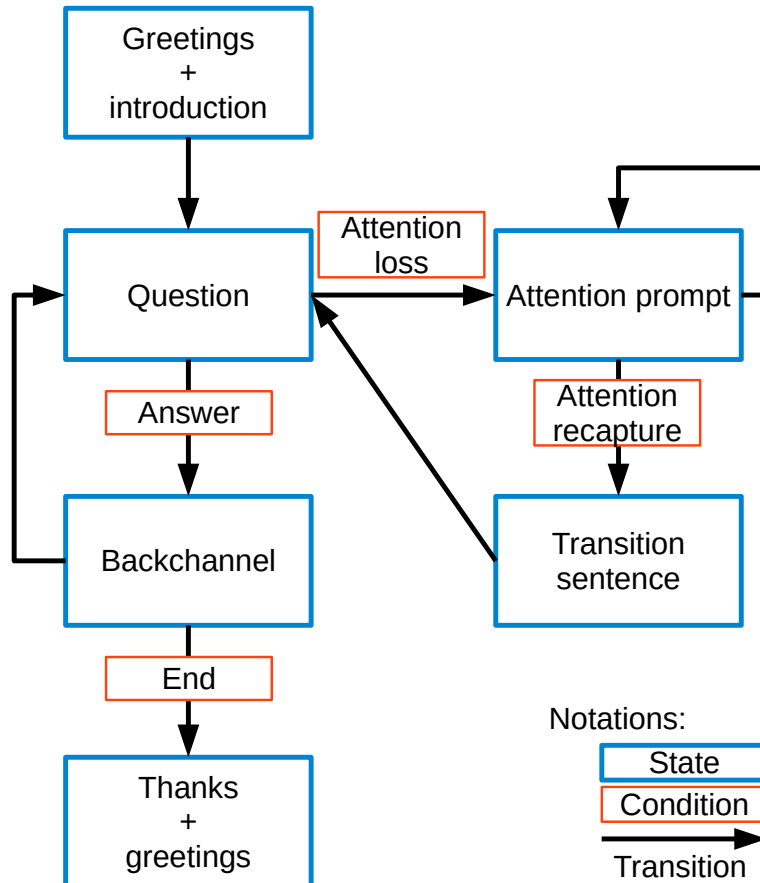 Greetings
+
introduction
Question
Attention
loss
Attention prompt
Answer
Attention
recapture
Backchannel
Transition
sentence
End
Thanks
+
greetings
Notations:
State
Condition
Transition